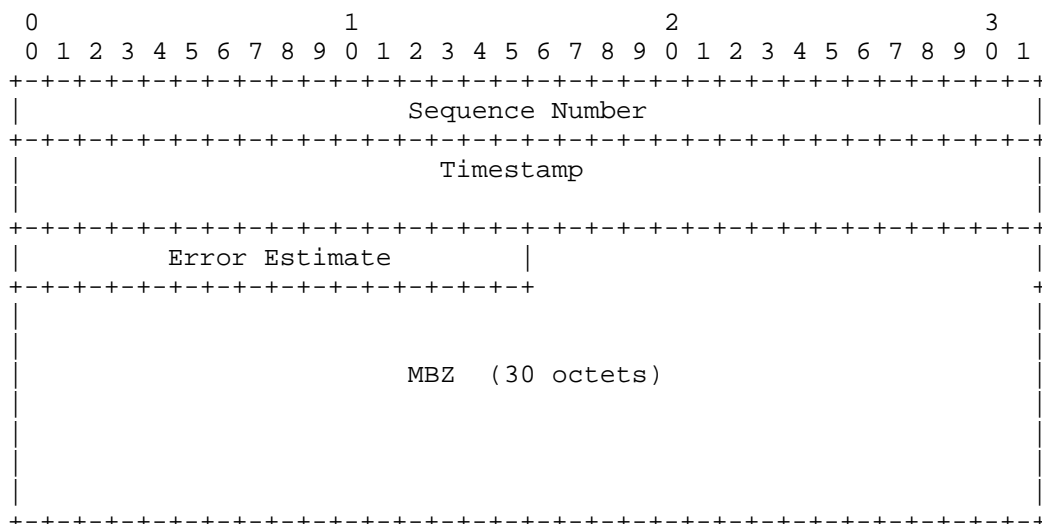 0                   1                   2                   3
0 1 2 3 4 5 6 7 8 9 0 1 2 3 4 5 6 7 8 9 0 1 2 3 4 5 6 7 8 9 0 1
Sequence Number
Timestamp
Error Estimate
MBZ (30 octets)